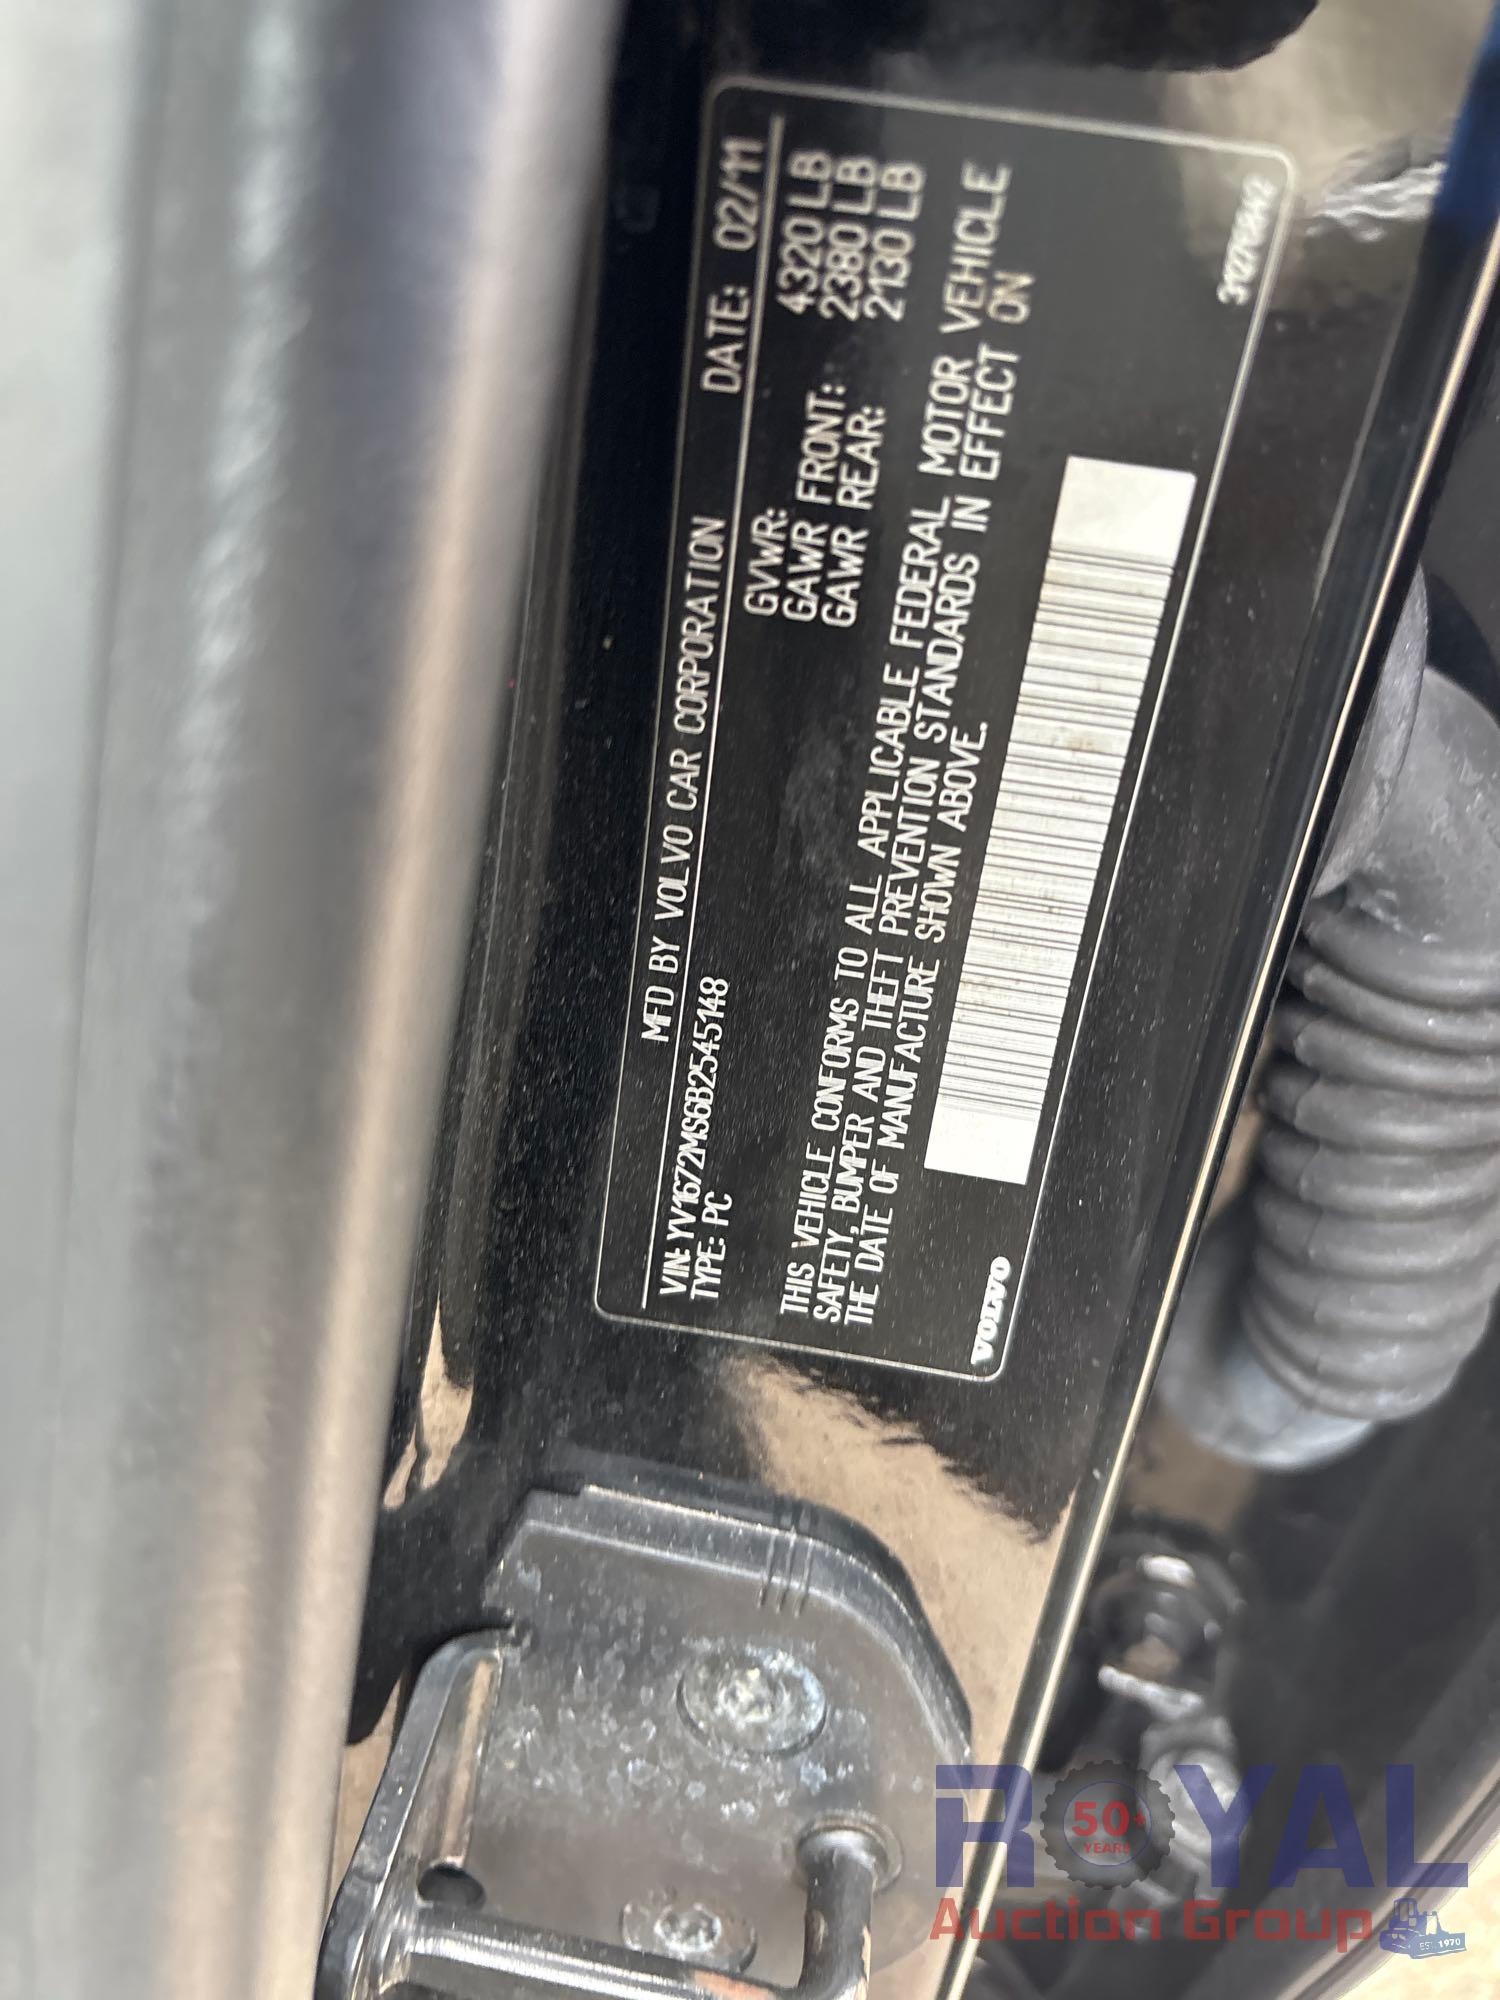 MFD BY VOLVO CAR CORPORATION DATE: 02/11
VIN: YV1672MS6B2545148 GVWR: 4320 LB
TYPE: PC GAWR FRONT: 2380 LB
GAWR REAR: 2130 LB
THIS VEHICLE CONFORMS TO ALL APPLICABLE FEDERAL MOTOR VEHICLE
SAFETY, BUMPER AND THEFT PREVENTION STANDARDS IN EFFECT ON
THE DATE OF MANUFACTURE SHOWN ABOVE.
VOLVO
ROYAL
50+
YEARS
Auction Group
EST. 1970